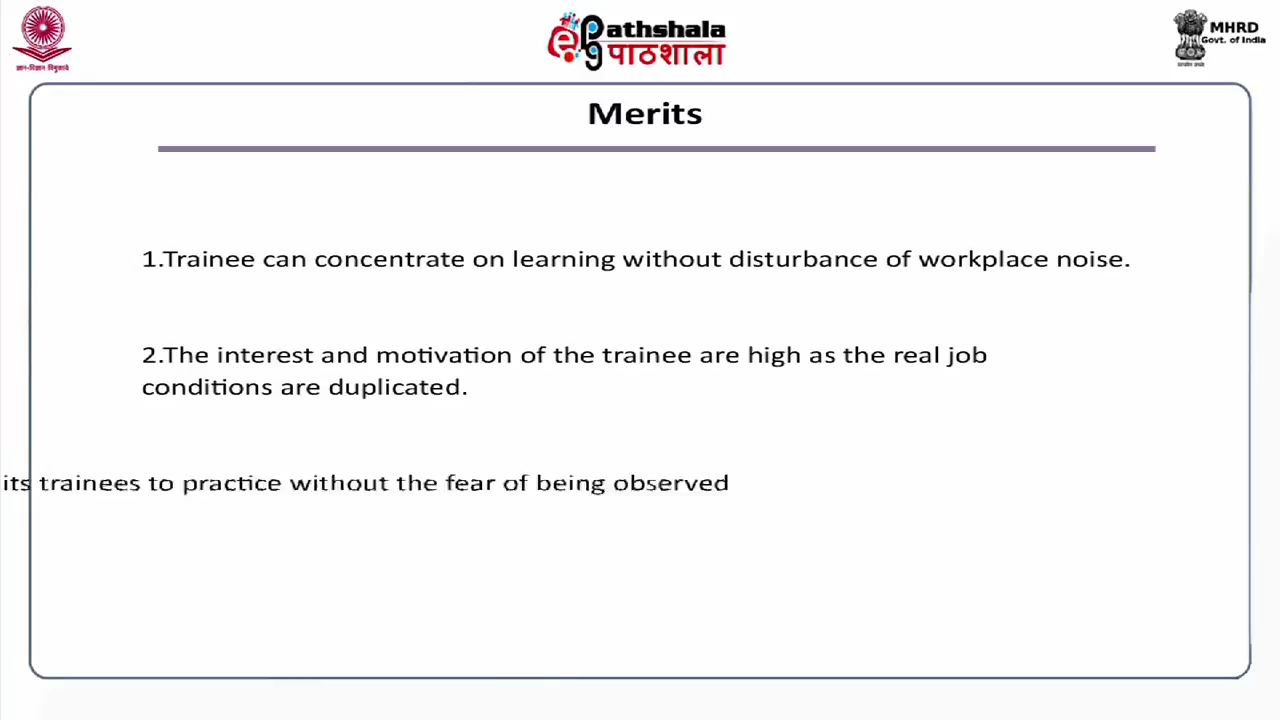 Pathshala
पाठशाला
MHRD
Govt. of India
ज्ञान-विज्ञान विमुक्तये
Merits
1.Trainee can concentrate on learning without disturbance of workplace noise.
2.The interest and motivation of the trainee are high as the real job
conditions are duplicated.
its trainees to practice without the fear of being observed